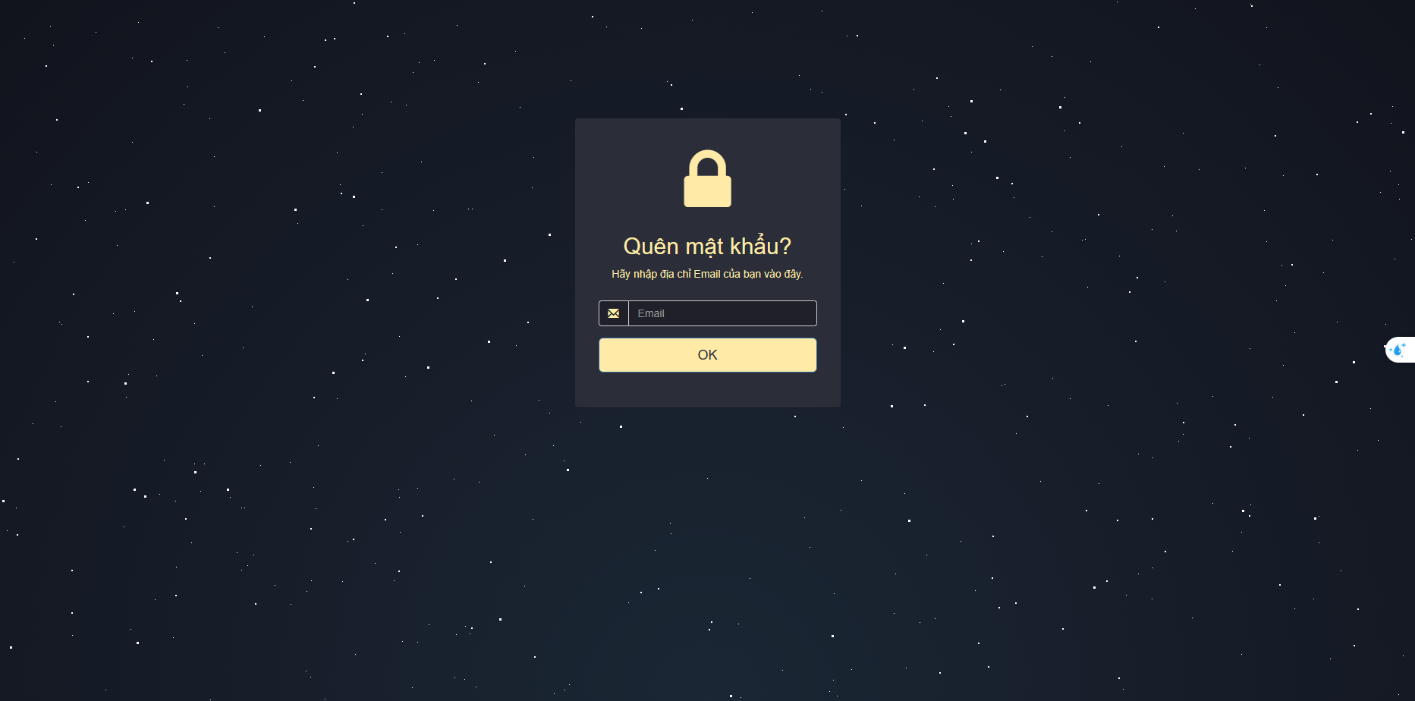 Quên mật khẩu?
Hãy nhập địa chỉ Email của bạn vào đây.
Email
OK